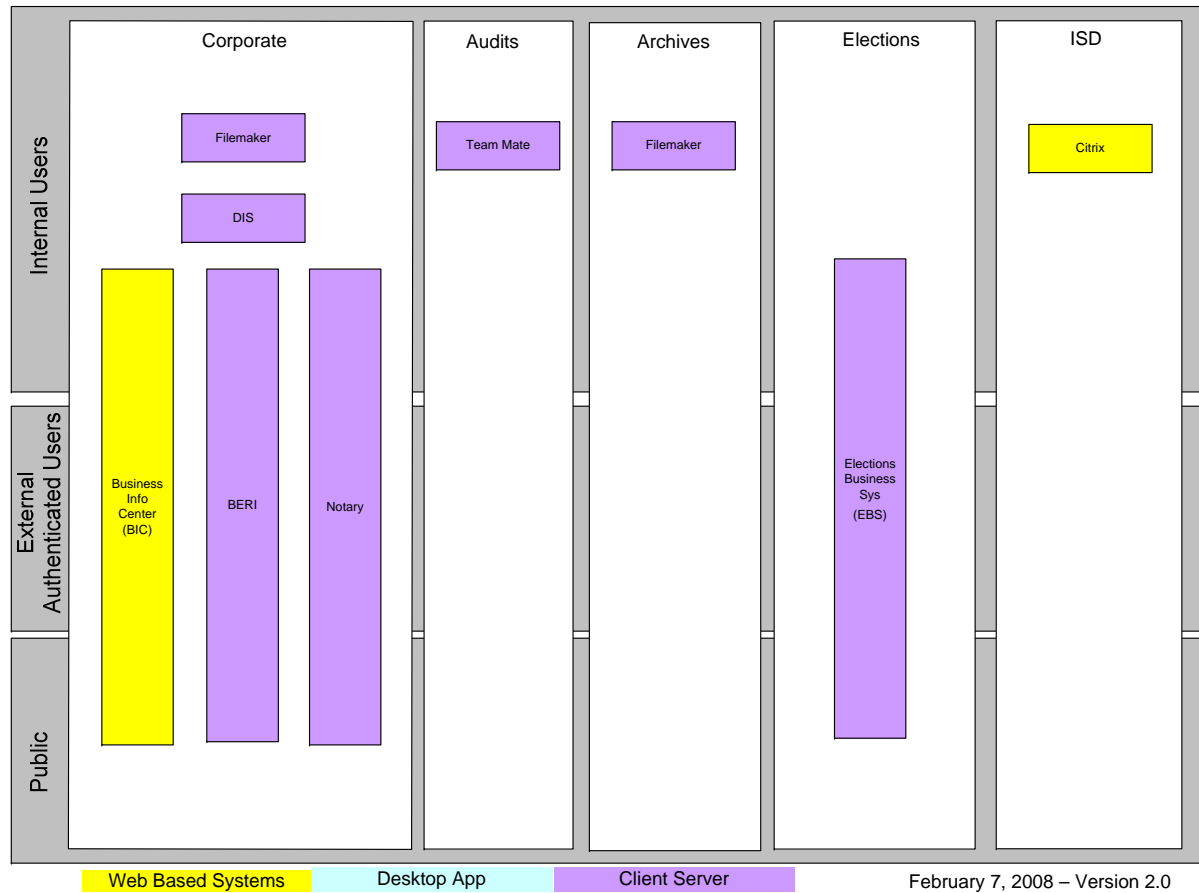 Corporate
Audits
Archives
Elections
ISD
Internal Users
Filemaker
Team Mate
Filemaker
Citrix
DIS
External
Authenticated Users
Business
Info
Center
(BIC)
BERI
Notary
Elections
Business
Sys
(EBS)
Public
Web Based Systems
Desktop App
Client Server
February 7, 2008 – Version 2.0